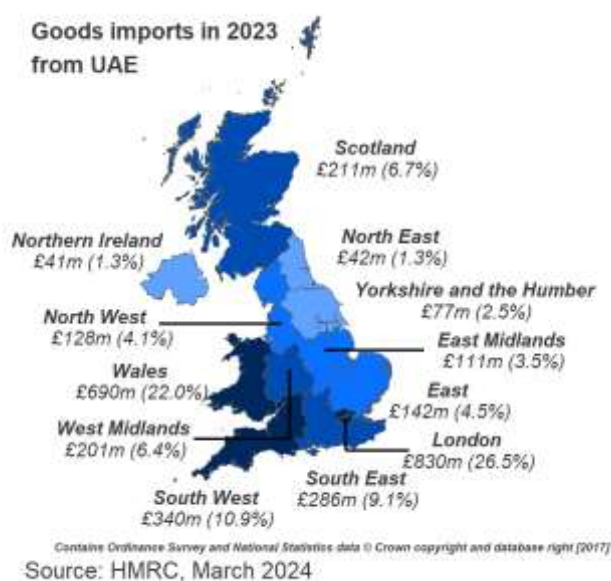 Goods imports in 2023
from UAE
Scotland
£211m (6.7%)
Northern Ireland
£41m (1.3%)
North East
£42m (1.3%)
Yorkshire and the Humber
£77m (2.5%)
North West
£128m (4.1%)
East Midlands
£111m (3.5%)
Wales
£690m (22.0%)
East
£142m (4.5%)
West Midlands
£201m (6.4%)
London
£830m (26.5%)
South East
£286m (9.1%)
South West
£340m (10.9%)
Contains Ordinance Survey and National Statistics data © Crown copyright and database right [2017]
Source: HMRC, March 2024